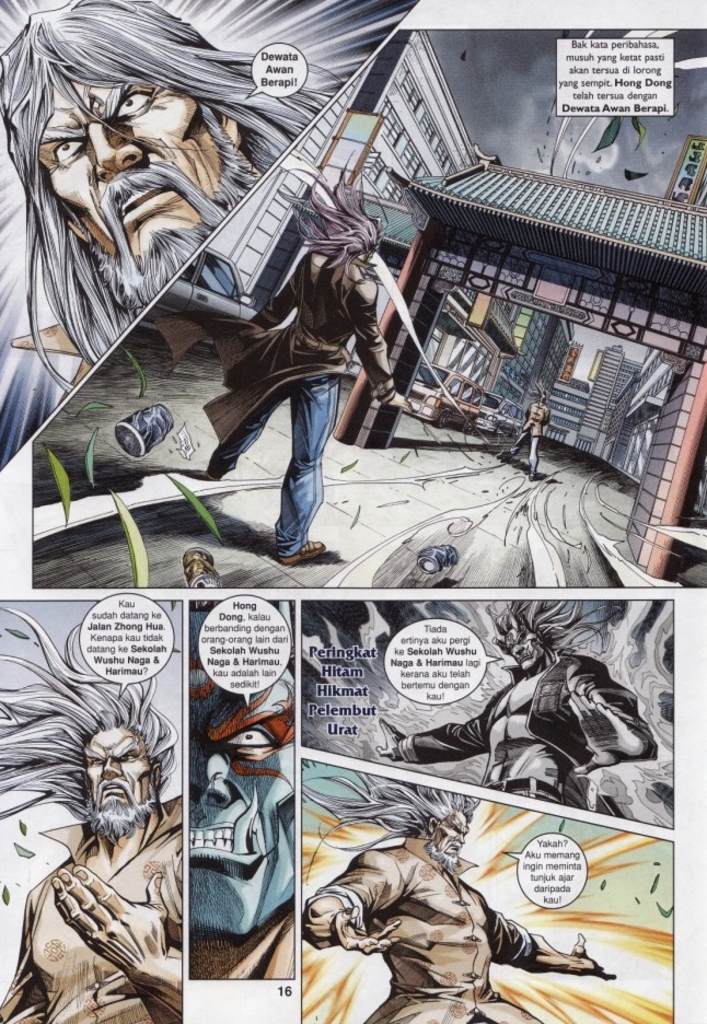 Dewata
Awan
Berapi!
Bak kata peribahasa,
musuh yang ketat pasti
akan tersua di lorong
yang sempit. Hong Dong
telah tersua dengan
Dewata Awan Berapi.
Kau
sudah datang ke
Jalan Zhong Hua.
Kenapa kau tidak
datang ke Sekolah
Wushu Naga &
Harimau?
Hong
Dong, kalau
berbanding dengan
orang-orang lain dari
Sekolah Wushu
Naga & Harimau,
kau adalah lain
sedikit!
Peringkat
Hitam
Hikmat
Pelembut
Urat
Tiada
ertinya aku pergi
ke Sekolah Wushu
Naga & Harimau lagi
kerana aku telah
bertemu dengan
kau!
Yakah?
Aku memang
ingin meminta
tunjuk ajar
daripada
kau!
16